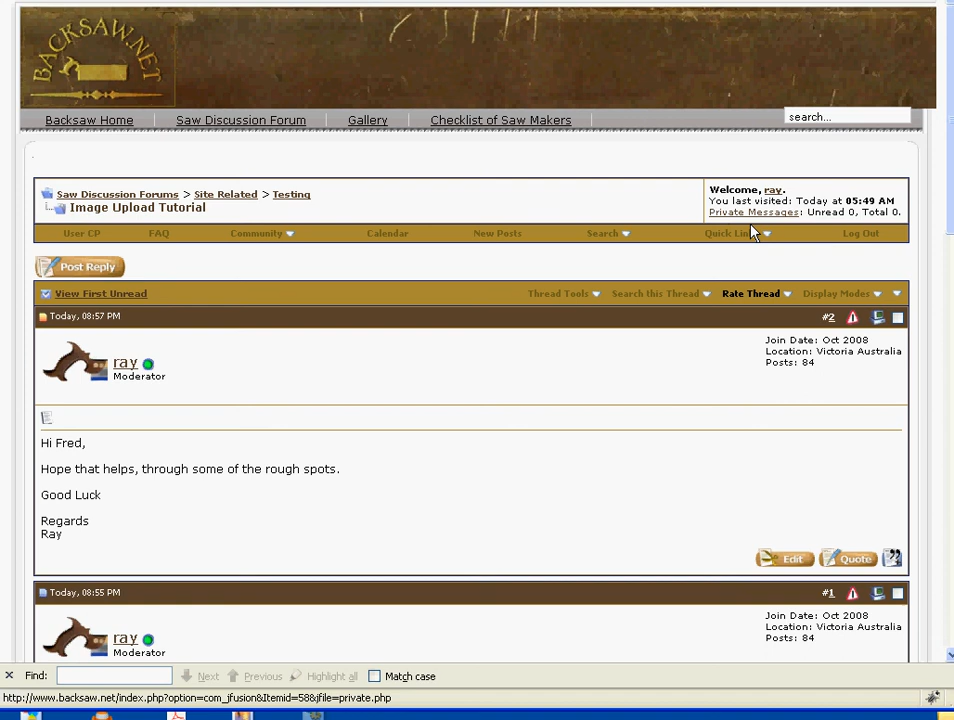 BACKSAW.NET
Backsaw Home Saw Discussion Forum Gallery Checklist of Saw Makers search...
Saw Discussion Forums > Site Related > Testing
Image Upload Tutorial
Welcome, ray.
You last visited: Today at 05:49 AM
Private Messages: Unread 0, Total 0.
User CP FAQ Community Calendar New Posts Search Quick Lin Log Out
Post Reply
View First Unread Thread Tools Search this Thread Rate Thread Display Modes
Today, 08:57 PM #2
ray
Moderator
Join Date: Oct 2008
Location: Victoria Australia
Posts: 84
Hi Fred,
Hope that helps, through some of the rough spots.
Good Luck
Regards
Ray
Edit Quote
Today, 08:55 PM #1
ray
Moderator
Join Date: Oct 2008
Location: Victoria Australia
Posts: 84
Find: Next Previous Highlight all Match case
http://www.backsaw.net/index.php?option=com_jfusion&Itemid=58&jfile=private.php